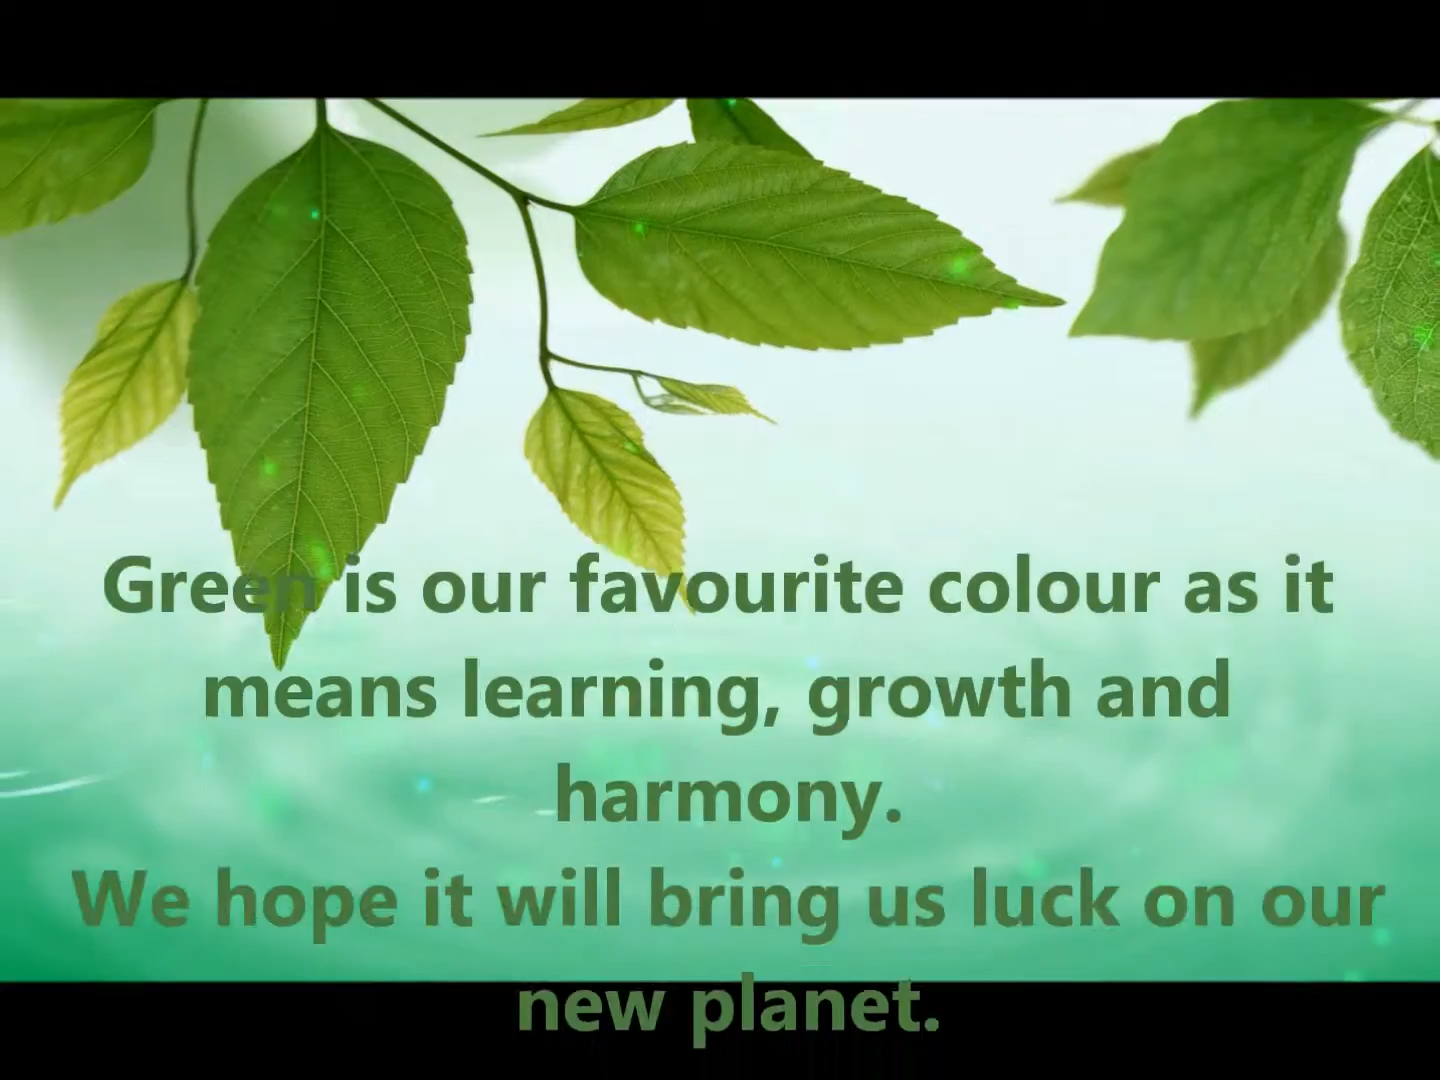 Green is our favourite colour as it
means learning, growth and
harmony.
We hope it will bring us luck on our
new planet.